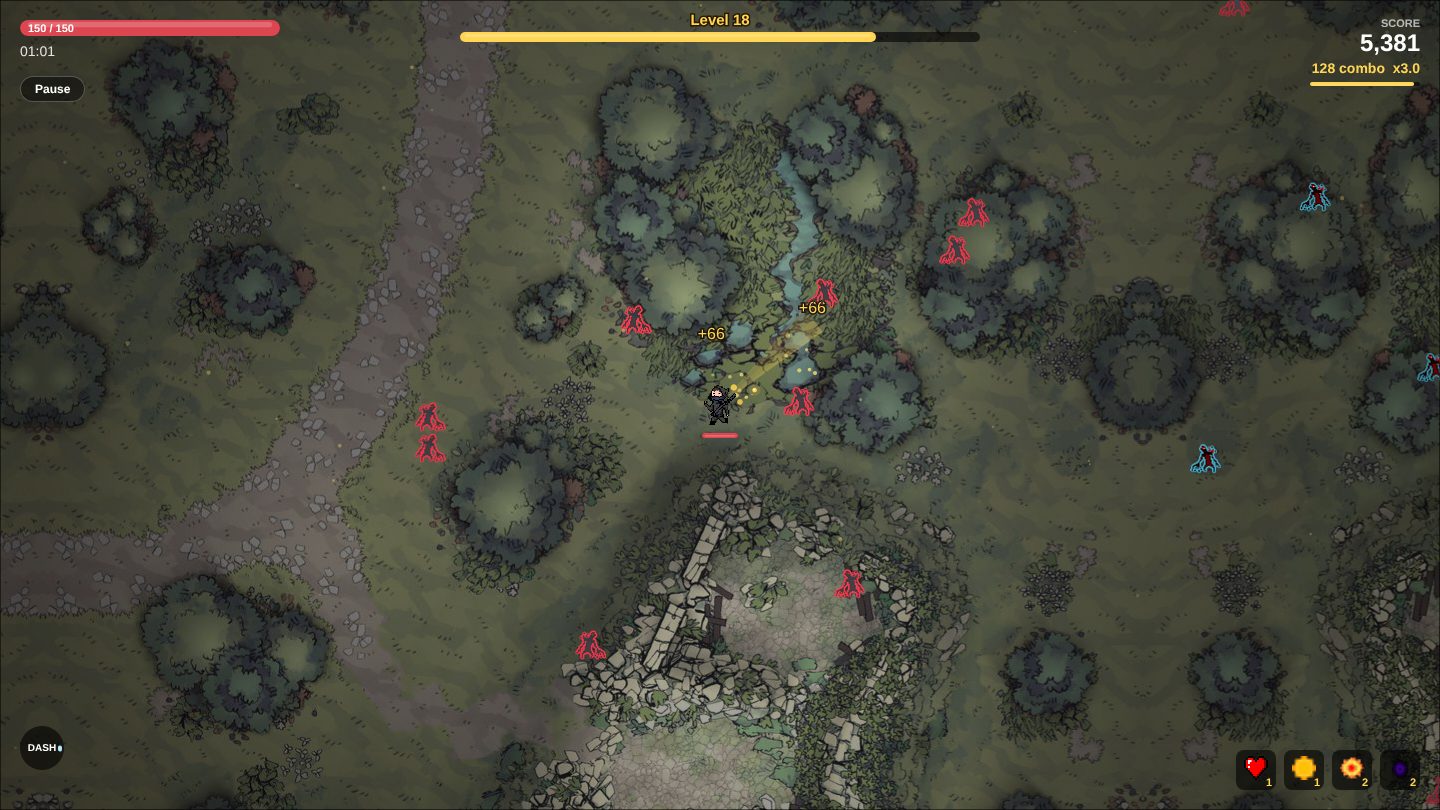 150 / 150
Level 18
SCORE
01:01
5,381
128 combo x3.0
Pause
+66
+66
DASH
1
1
2
2